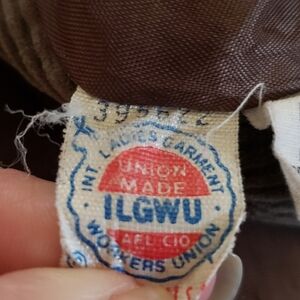 INT LADIES GARMENT
UNION
MADE
ILGWU
AFL CIO
WORKERS UNION